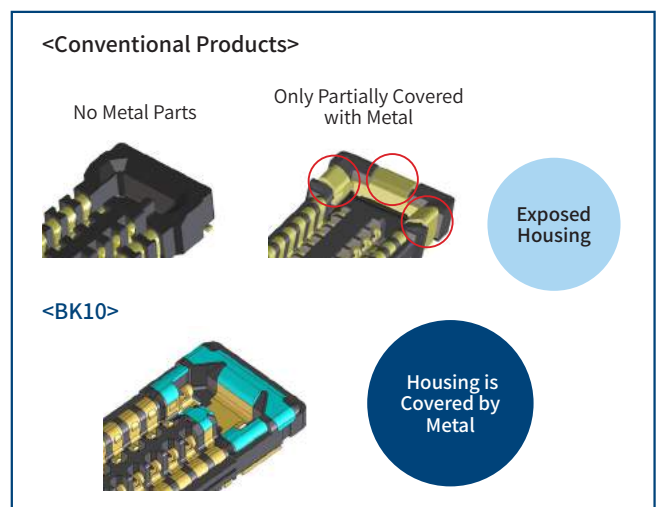 <Conventional Products>
No Metal Parts
Only Partially Covered
with Metal
Exposed
Housing
<BK10>
Housing is
Covered by
Metal